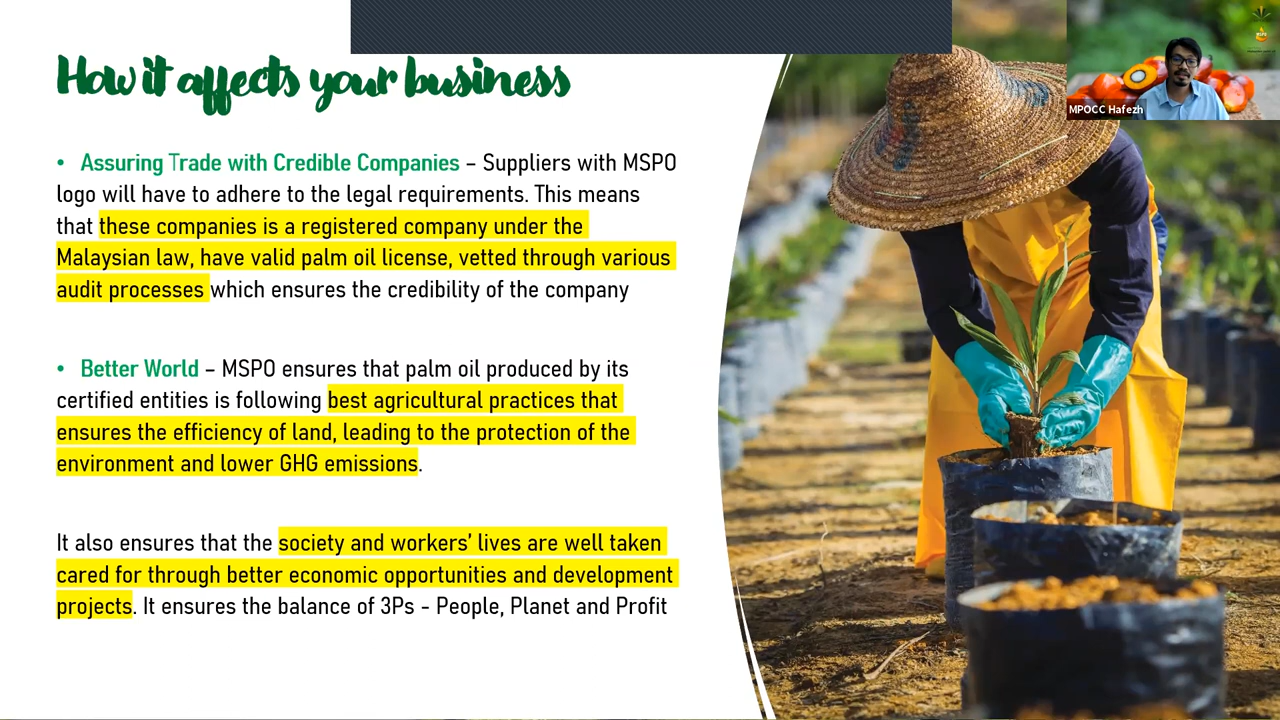 How it affects your business
MPOCC Hafezh
• Assuring Trade with Credible Companies – Suppliers with MSPO
logo will have to adhere to the legal requirements. This means
that these companies is a registered company under the
Malaysian law, have valid palm oil license, vetted through various
audit processes which ensures the credibility of the company
• Better World – MSPO ensures that palm oil produced by its
certified entities is following best agricultural practices that
ensures the efficiency of land, leading to the protection of the
environment and lower GHG emissions.
It also ensures that the society and workers’ lives are well taken
cared for through better economic opportunities and development
projects. It ensures the balance of 3Ps - People, Planet and Profit